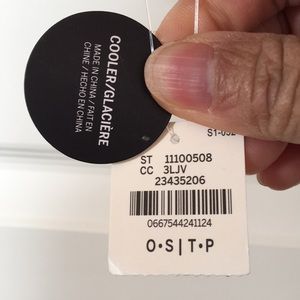 COOLER/GLACIÈRE
MADE IN CHINA / FAIT EN
CHINE / HECHO EN CHINA
ST 11100508
CC 3LJV
23435206
0667544241124
O•S|T•P